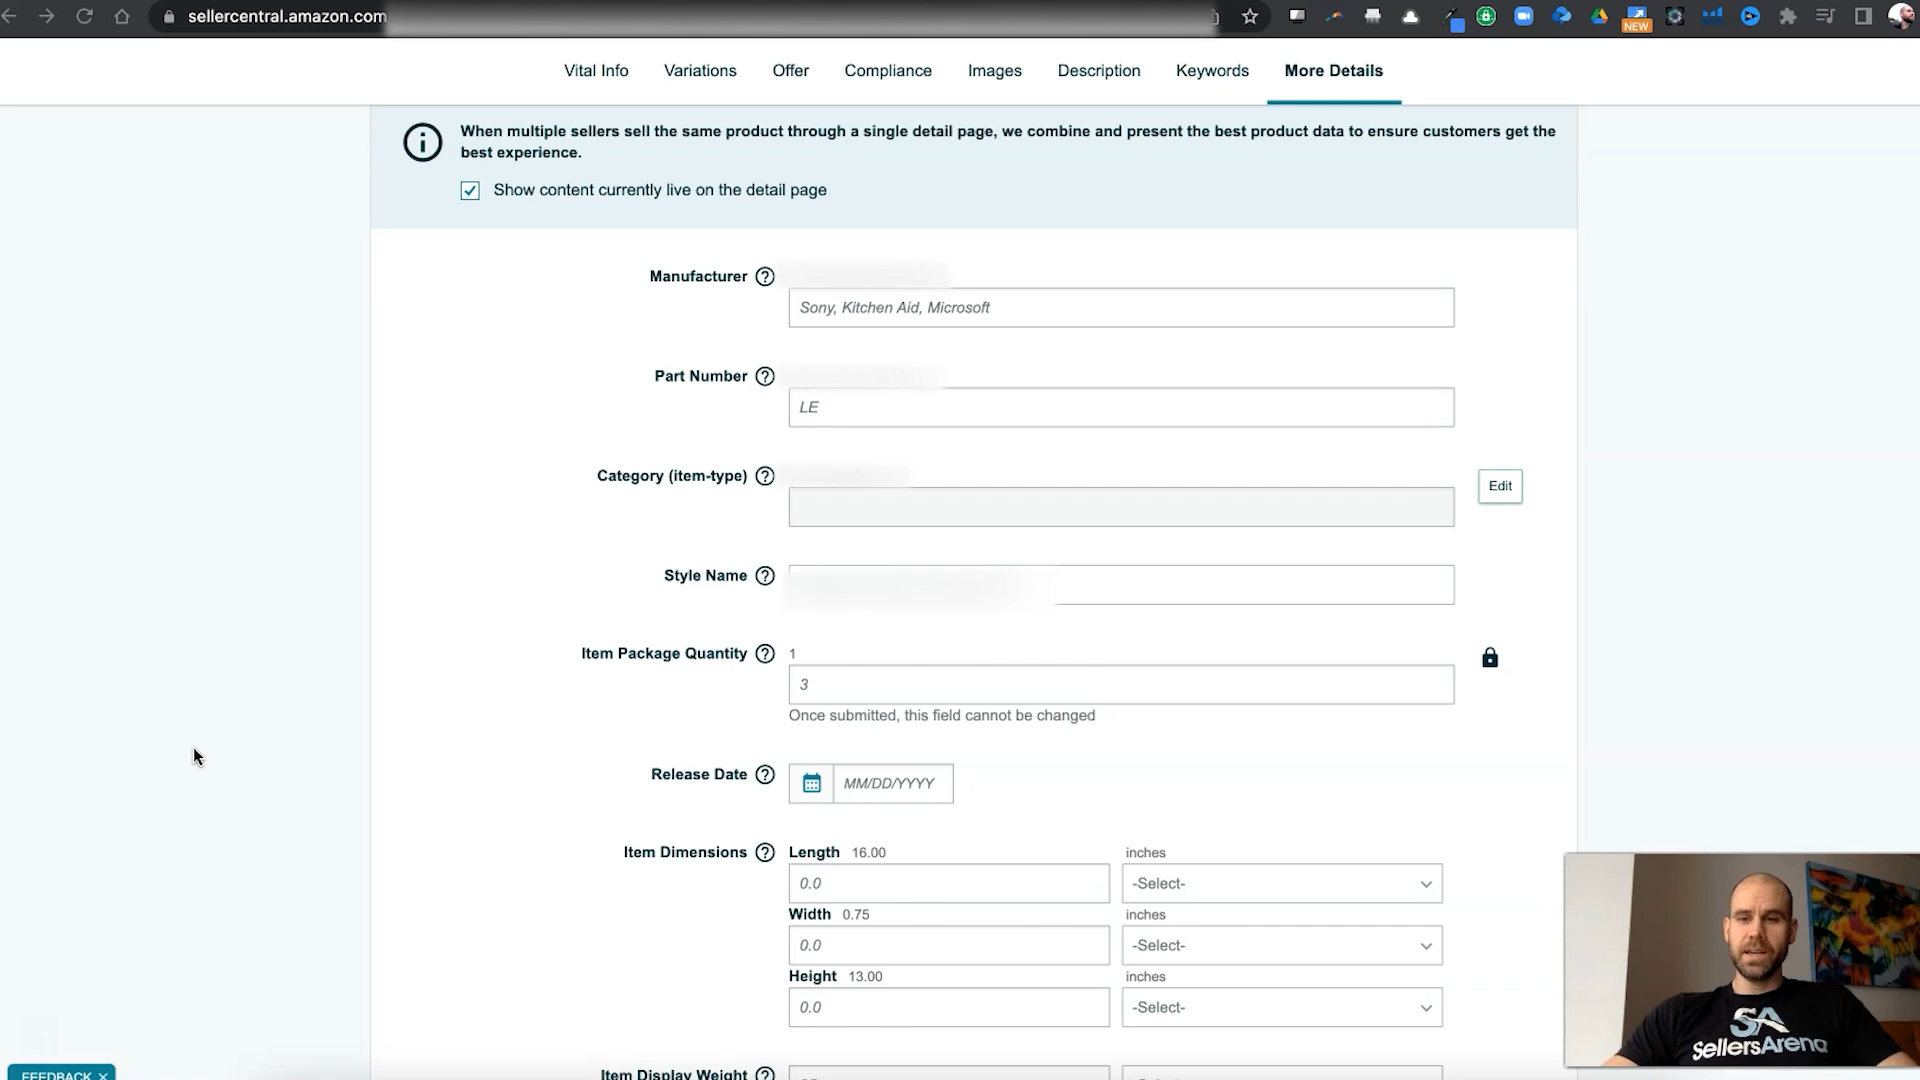 sellercentral.amazon.com
NEW
Vital Info
Variations
Offer
Compliance
Images
Description
Keywords
More Details
When multiple sellers sell the same product through a single detail page, we combine and present the best product data to ensure customers get the
best experience.
Show content currently live on the detail page
Manufacturer
Sony, Kitchen Aid, Microsoft
Part Number
LE
Category (item-type)
Edit
Style Name
Item Package Quantity
1
3
Once submitted, this field cannot be changed
Release Date
MM/DD/YYYY
Item Dimensions
Length 16.00 inches
0.0 -Select-
Width 0.75 inches
0.0 -Select-
Height 13.00 inches
0.0 -Select-
Item Display Weight
FEEDBACK
SA
SellersArena